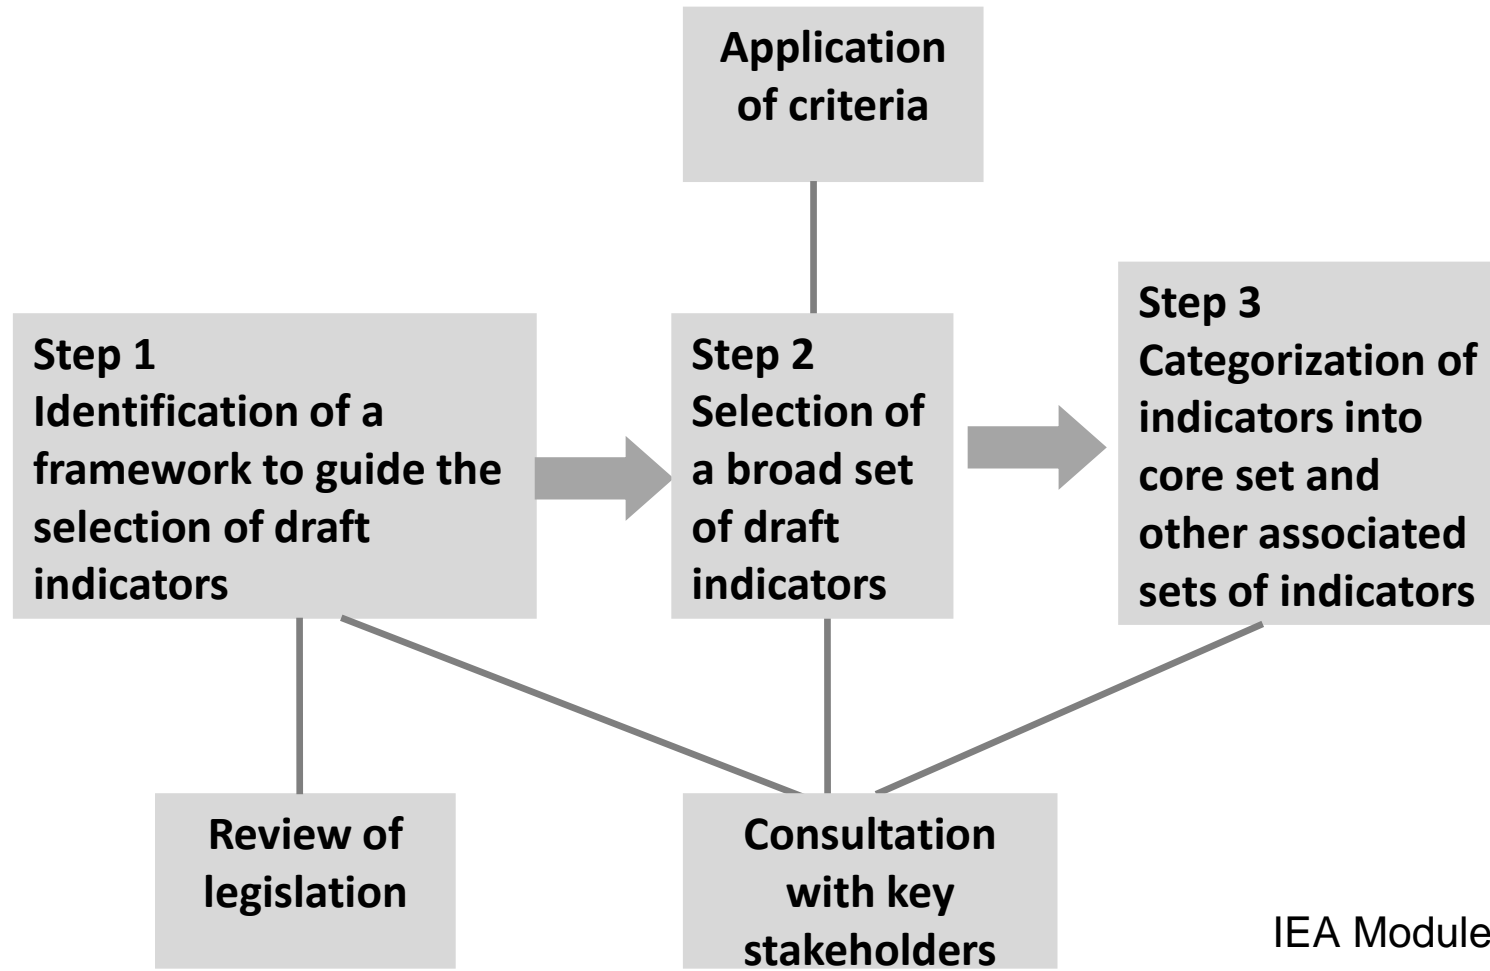 Application
of criteria
Step 1
Identification of a
framework to guide the
selection of draft
indicators
Step 2
Selection of
a broad set
of draft
indicators
Step 3
Categorization of
indicators into
core set and
other associated
sets of indicators
Review of
legislation
Consultation
with key
stakeholders
IEA Module